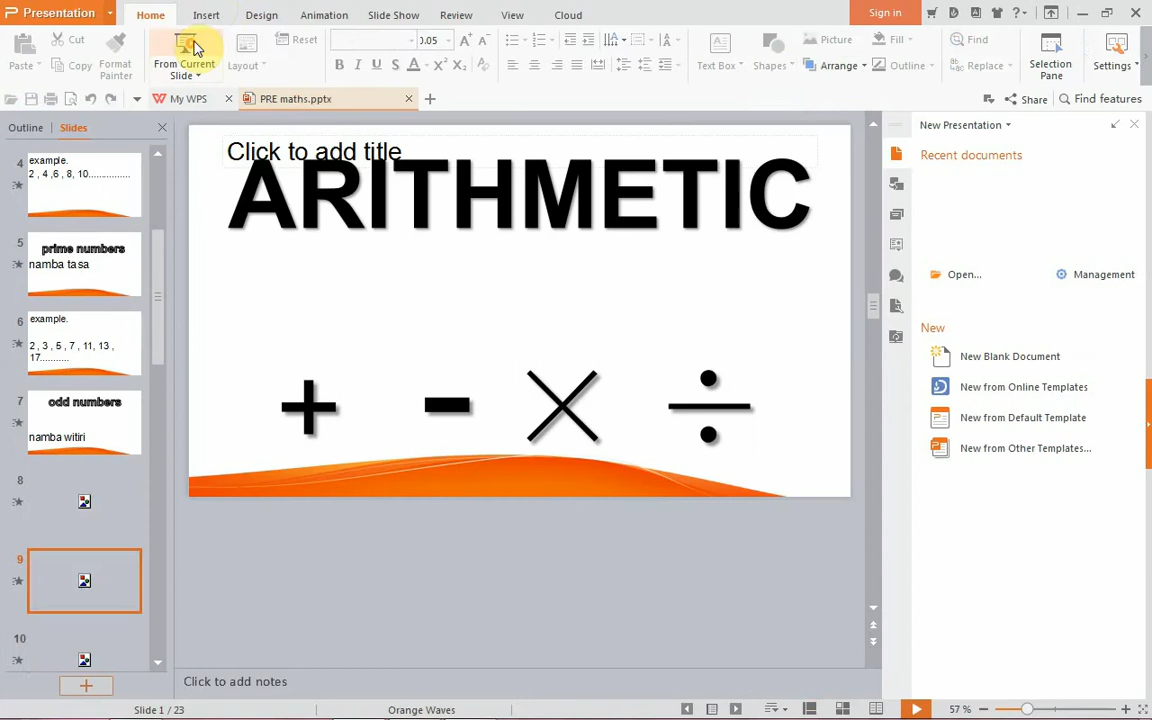 Presentation
Home
Insert
Design
Animation
Slide Show
Review
View
Cloud
Sign in
Paste
Cut
Copy
Format
Painter
From Current
Slide
Layout
Reset
B I U S A X² X₂
Text Box
Shapes
Picture
Arrange
Fill
Outline
Find
Replace
Selection
Pane
Settings
My WPS
PRE maths.pptx
Share
Find features
Outline
Slides
4
example.
2 , 4 ,6 , 8, 10................
5
prime numbers
namba tasa
6
example.
2 , 3 , 5 , 7 , 11, 13 ,
17...........
7
odd numbers
namba witiri
8
9
10
Click to add title
ARITHMETIC
+ - × ÷
Click to add notes
New Presentation
Recent documents
Open...
Management
New
New Blank Document
New from Online Templates
New from Default Template
New from Other Templates...
Slide 1 / 23
Orange Waves
57 %